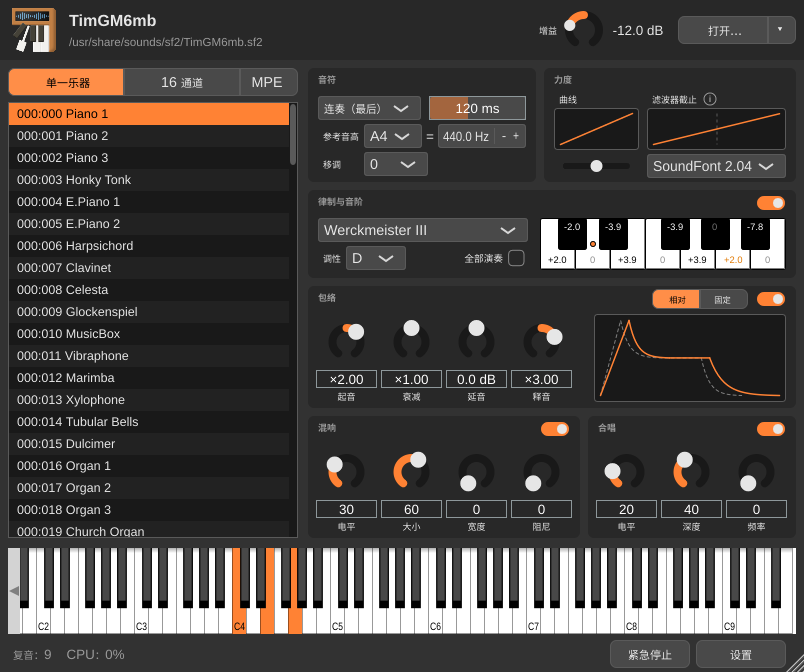 TimGM6mb
/usr/share/sounds/sf2/TimGM6mb.sf2
增益
-12.0 dB
打开...
单一乐器
16 通道
MPE
000:000 Piano 1
000:001 Piano 2
000:002 Piano 3
000:003 Honky Tonk
000:004 E.Piano 1
000:005 E.Piano 2
000:006 Harpsichord
000:007 Clavinet
000:008 Celesta
000:009 Glockenspiel
000:010 MusicBox
000:011 Vibraphone
000:012 Marimba
000:013 Xylophone
000:014 Tubular Bells
000:015 Dulcimer
000:016 Organ 1
000:017 Organ 2
000:018 Organ 3
000:019 Church Organ
音符
连奏（最后）
120 ms
参考音高
A4
=
440.0 Hz
- +
移调
0
力度
曲线
滤波器截止
SoundFont 2.04
律制与音阶
Werckmeister III
调性
D
全部演奏
-2.0
-3.9
-3.9
0
-7.8
+2.0
0
+3.9
0
+3.9
+2.0
0
包络
相对
固定
×2.00
×1.00
0.0 dB
×3.00
起音
衰减
延音
释音
混响
30
60
0
0
电平
大小
宽度
阻尼
合唱
20
40
0
电平
深度
频率
C2
C3
C4
C5
C6
C7
C8
C9
复音: 9
CPU: 0%
紧急停止
设置